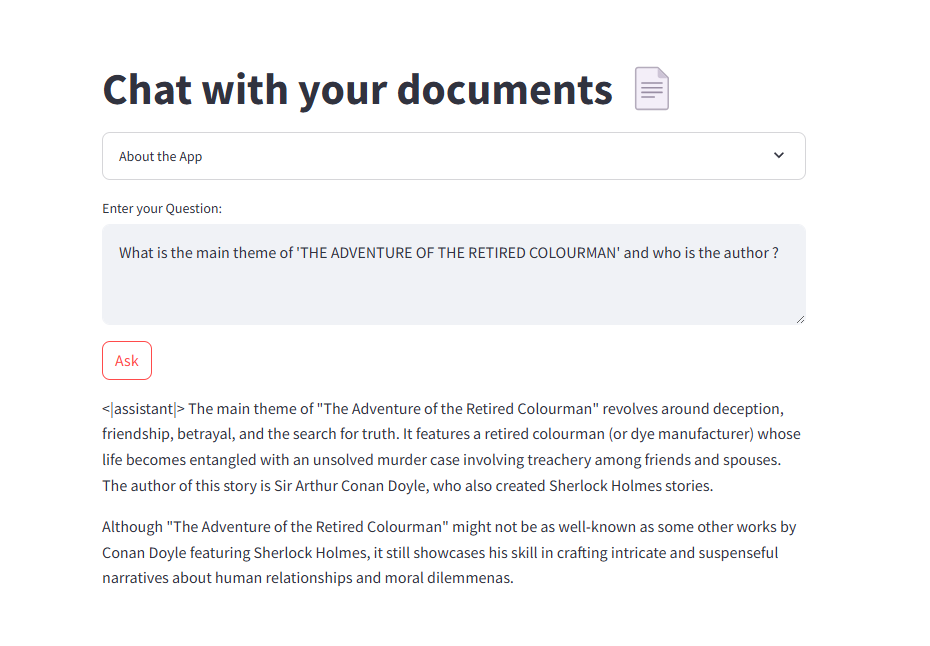 Chat with your documents
About the App
Enter your Question:
What is the main theme of 'THE ADVENTURE OF THE RETIRED COLOURMAN' and who is the author ?
Ask
<|assistant|> The main theme of "The Adventure of the Retired Colourman" revolves around deception,
friendship, betrayal, and the search for truth. It features a retired colourman (or dye manufacturer) whose
life becomes entangled with an unsolved murder case involving treachery among friends and spouses.
The author of this story is Sir Arthur Conan Doyle, who also created Sherlock Holmes stories.
Although "The Adventure of the Retired Colourman" might not be as well-known as some other works by
Conan Doyle featuring Sherlock Holmes, it still showcases his skill in crafting intricate and suspenseful
narratives about human relationships and moral dilemmenas.